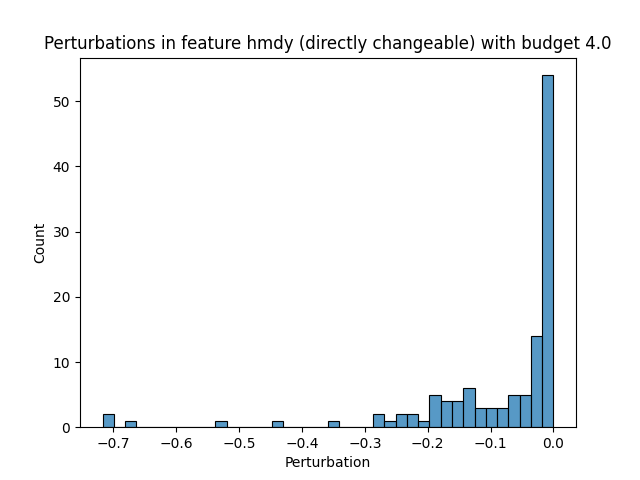 Perturbations in feature hmdy (directly changeable) with budget 4.0
50
40
30
20
10
0
Count
−0.7 −0.6 −0.5 −0.4 −0.3 −0.2 −0.1 0.0
Perturbation